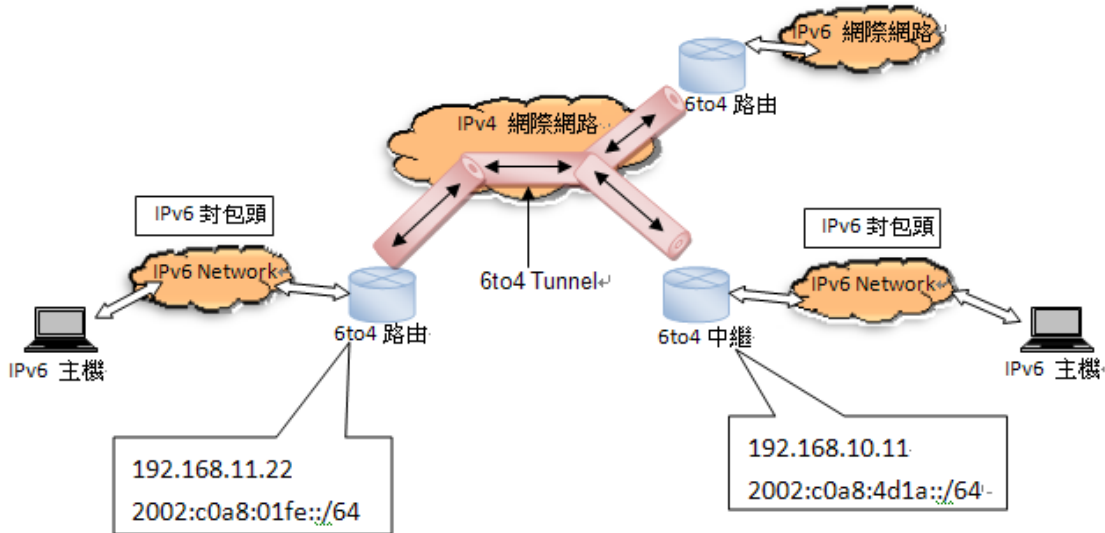 IPv6 網際網路
6to4 路由
IPv4 網際網路
IPv6 封包頭
IPv6 封包頭
IPv6 Network
6to4 Tunnel
IPv6 Network
6to4 路由
6to4 中繼
IPv6 主機
IPv6 主機
192.168.11.22
2002:c0a8:01fe::/64
192.168.10.11
2002:c0a8:4d1a::/64